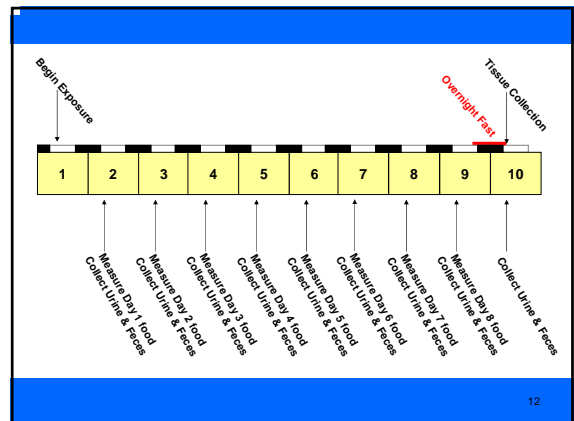 Begin Exposure
Overnight Fast
Tissue Collection
1 2 3 4 5 6 7 8 9 10
Measure Day 1 food
Collect Urine & Feces
Measure Day 2 food
Collect Urine & Feces
Measure Day 3 food
Collect Urine & Feces
Measure Day 4 food
Collect Urine & Feces
Measure Day 5 food
Collect Urine & Feces
Measure Day 6 food
Collect Urine & Feces
Measure Day 7 food
Collect Urine & Feces
Measure Day 8 food
Collect Urine & Feces
Collect Urine & Feces
12